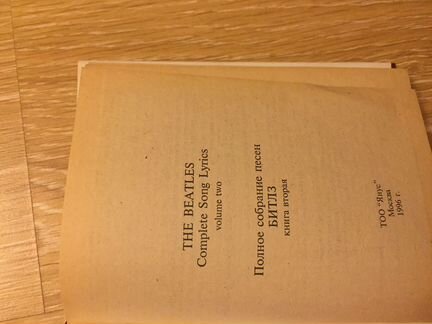 THE BEATLES
Complete Song Lyrics
volume two
Полное собрание песен
БИТЛЗ
книга вторая
ТОО "Янус"
Москва
1996 г.